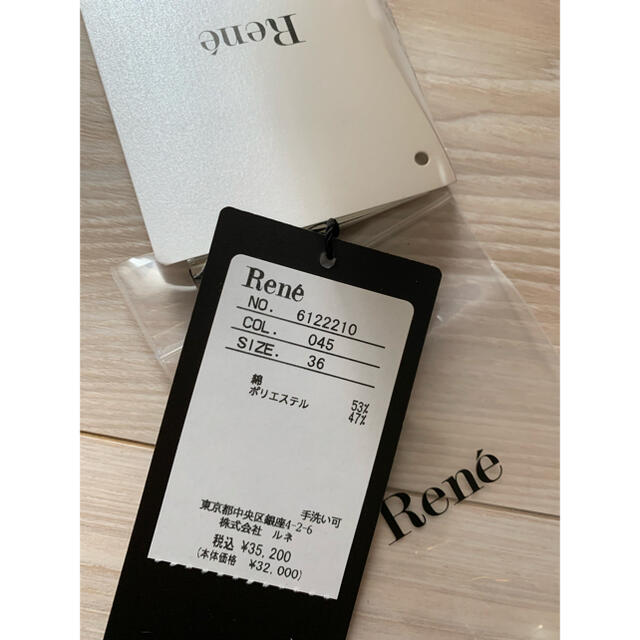 René
René
NO. 6122210
COL. 045
SIZE. 36
綿 53%
ポリエステル 47%
手洗い可
東京都中央区銀座4-2-6
株式会社 ルネ
税込 ¥35,200
(本体価格 ¥32,000)
René